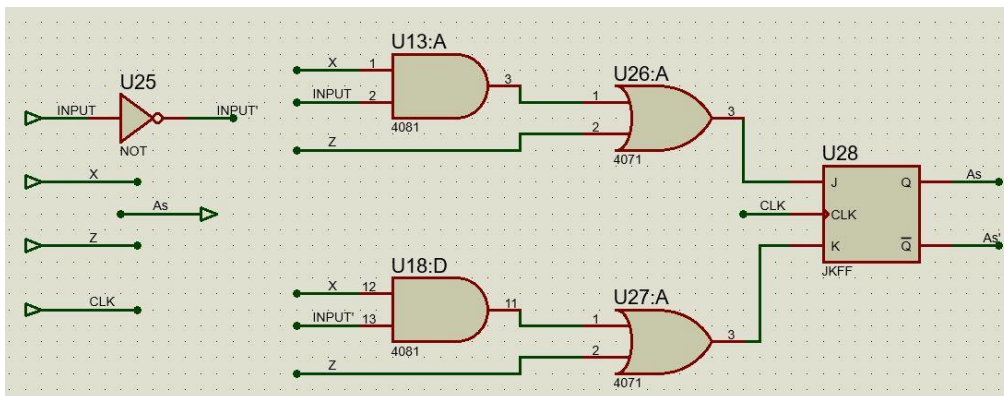 U25
INPUT
INPUT'
NOT
X
As
Z
CLK
U13:A
X
1
INPUT
2
3
4081
Z
U26:A
1
2
3
4071
U18:D
X
12
INPUT'
13
11
4081
Z
U27:A
1
2
3
4071
U28
J
Q
As
CLK
CLK
K
Q
As'
JKFF